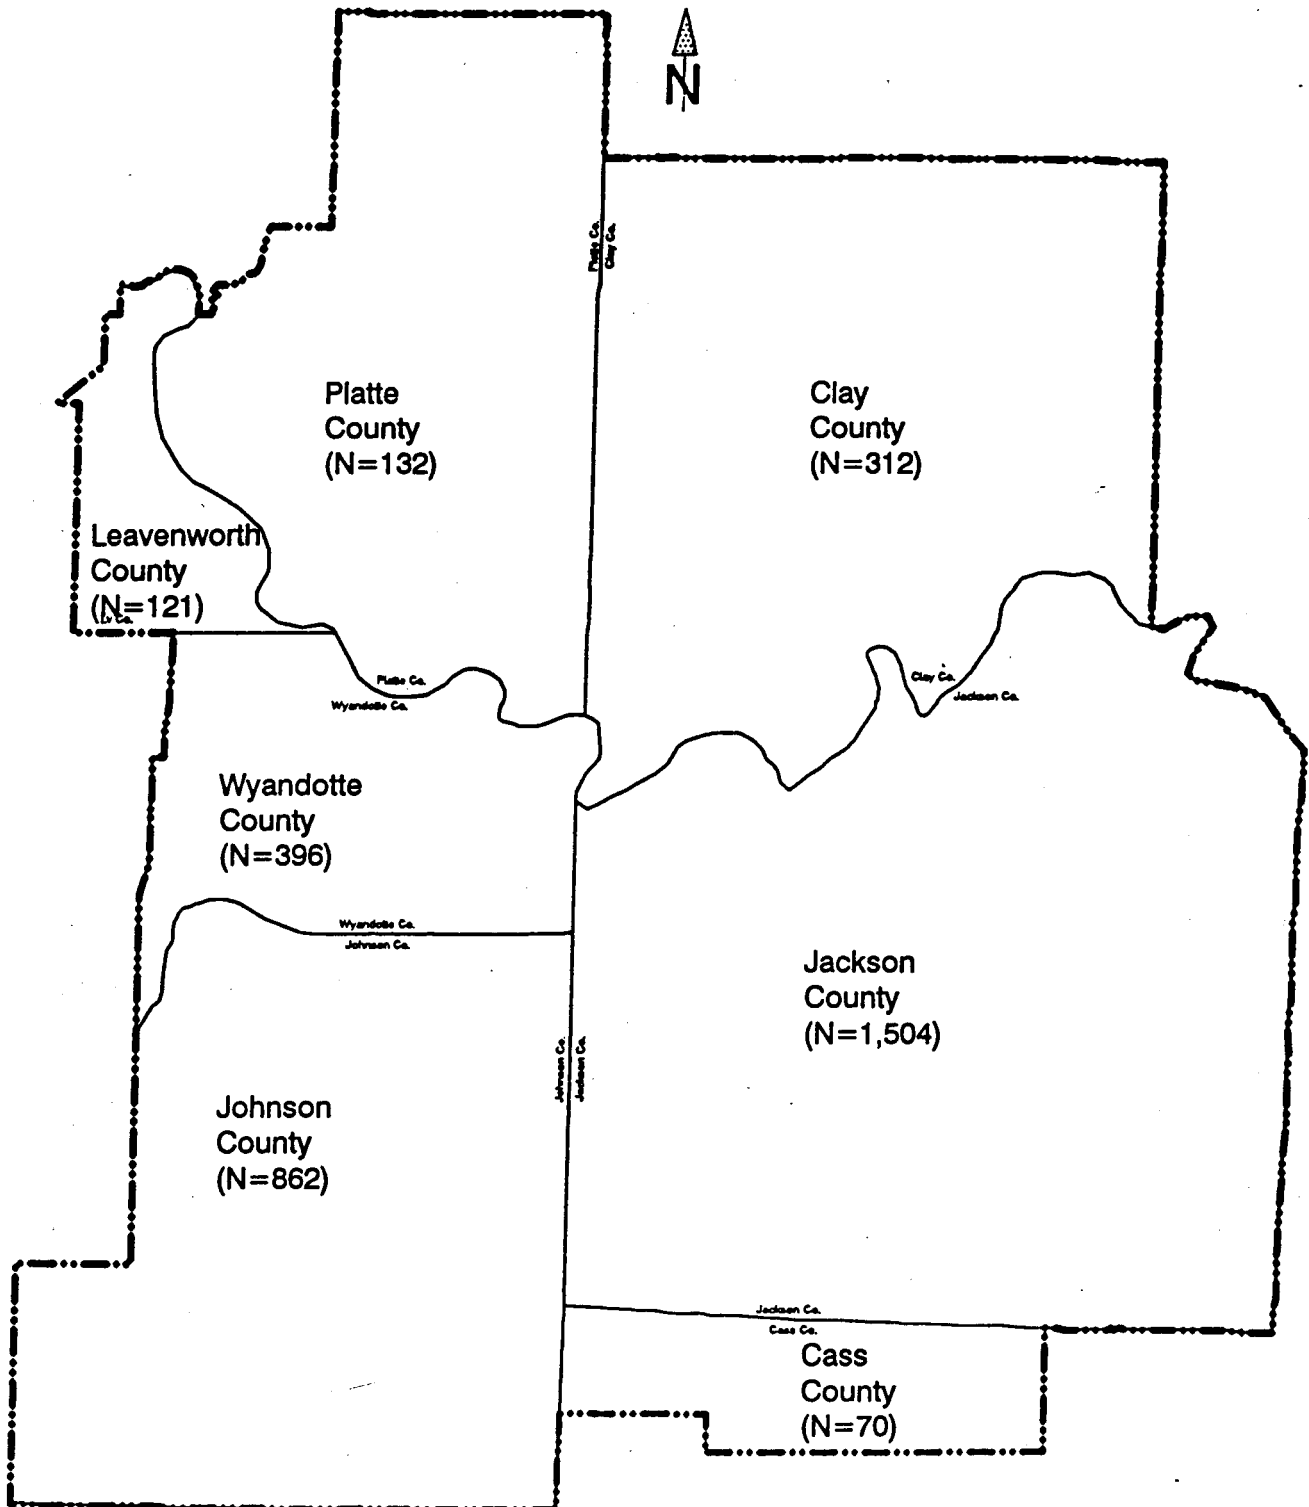 N
Platte Co.
Clay Co.
Platte
County
(N=132)
Clay
County
(N=312)
Leavenworth
County
(N=121)
Lv Co.
Platte Co.
Wyandotte Co.
Clay Co.
Jackson Co.
Wyandotte
County
(N=396)
Wyandotte Co.
Johnson Co.
Jackson
County
(N=1,504)
Johnson Co.
Jackson Co.
Johnson
County
(N=862)
Jackson Co.
Cass Co.
Cass
County
(N=70)